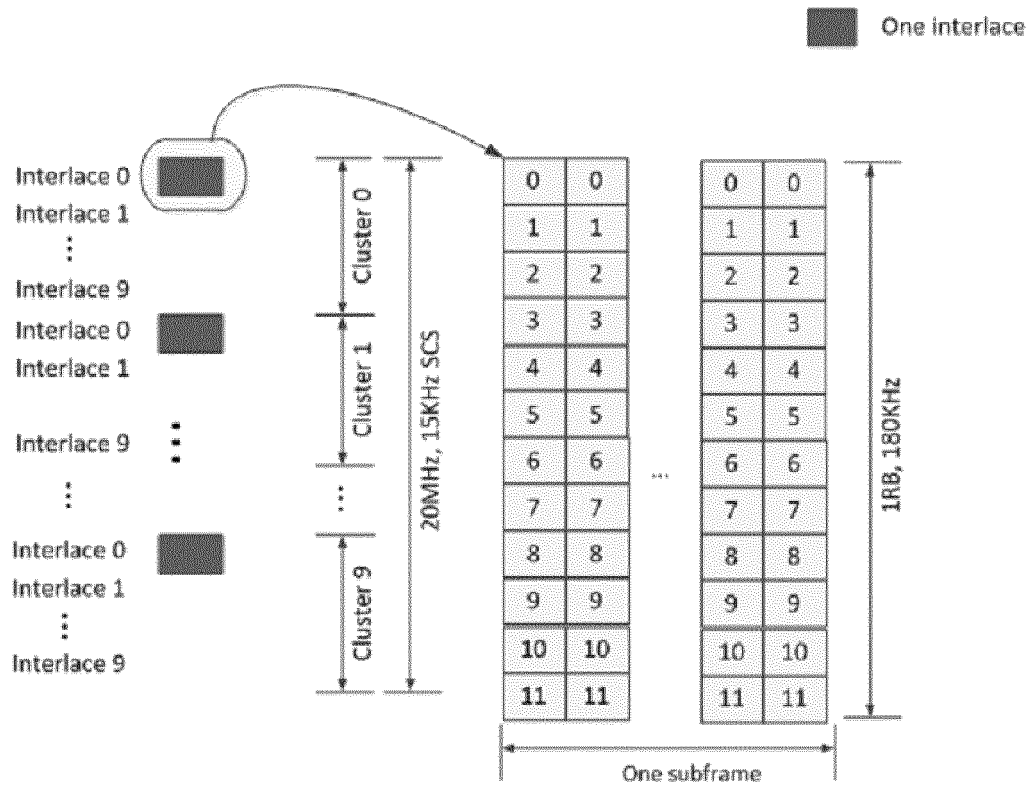 One interlace
Interlace 0
Interlace 1
...
Interlace 9
Interlace 0
Interlace 1
Interlace 9
...
Interlace 0
Interlace 1
...
Interlace 9
Cluster 0
Cluster 1
...
Cluster 9
20MHz, 15KHz SCS
0 0 0 0
1 1 1 1
2 2 2 2
3 3 3 3
4 4 4 4
5 5 5 5
6 6 ... 6 6
7 7 7 7
8 8 8 8
9 9 9 9
10 10 10 10
11 11 11 11
1RB, 180KHz
One subframe